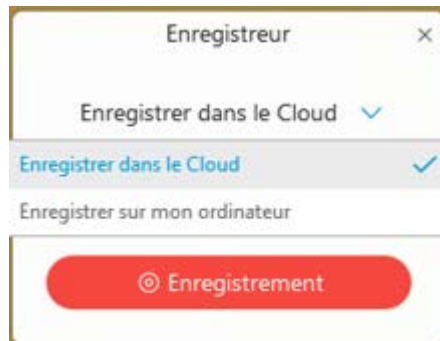 Enregistreur
Enregistrer dans le Cloud
Enregistrer dans le Cloud
Enregistrer sur mon ordinateur
Enregistrement